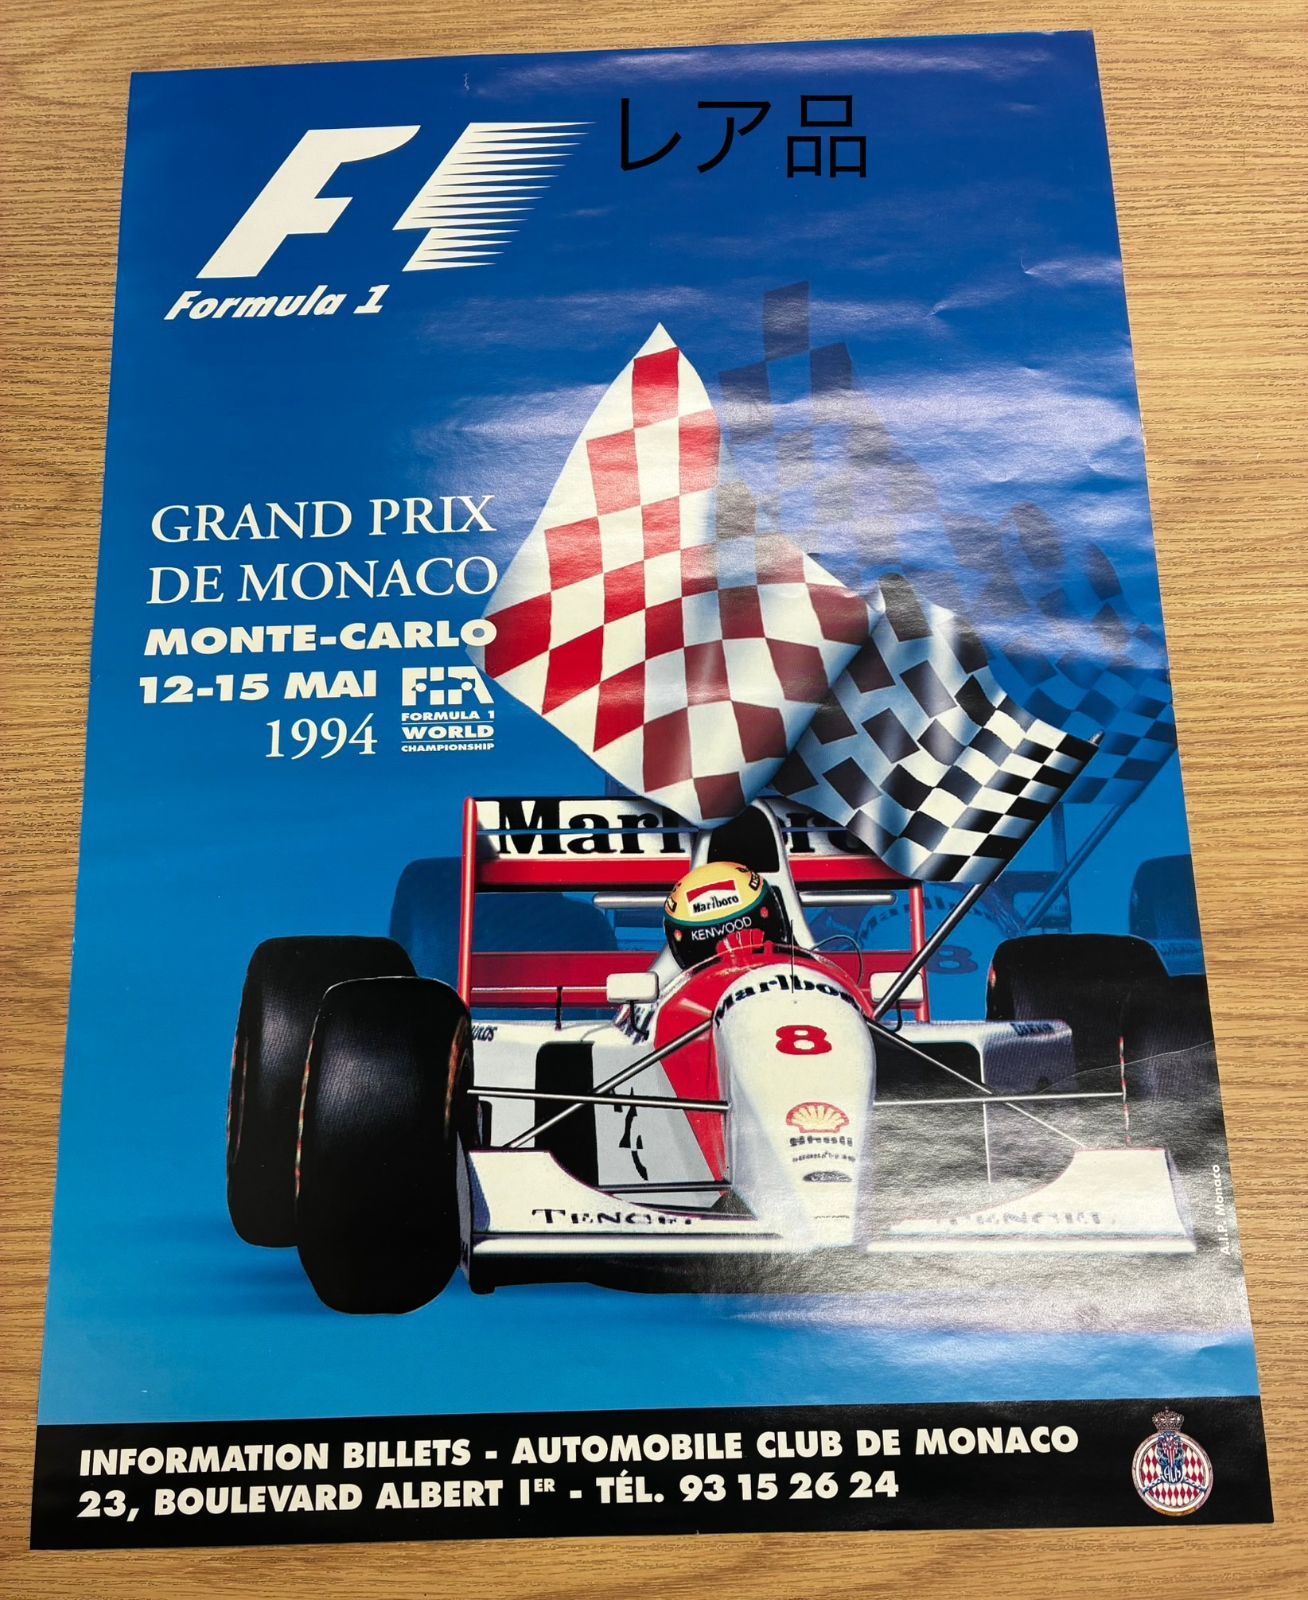 F1
レア品
Formula 1
GRAND PRIX
DE MONACO
MONTE-CARLO
12-15 MAI
1994
FIA
FORMULA 1
WORLD
CHAMPIONSHIP
Marlboro
KENWOOD
Marlboro
8
Marlboro
8
Shell
A.I.P. Monaco
INFORMATION BILLETS - AUTOMOBILE CLUB DE MONACO
23, BOULEVARD ALBERT IER - TÉL. 93 15 26 24